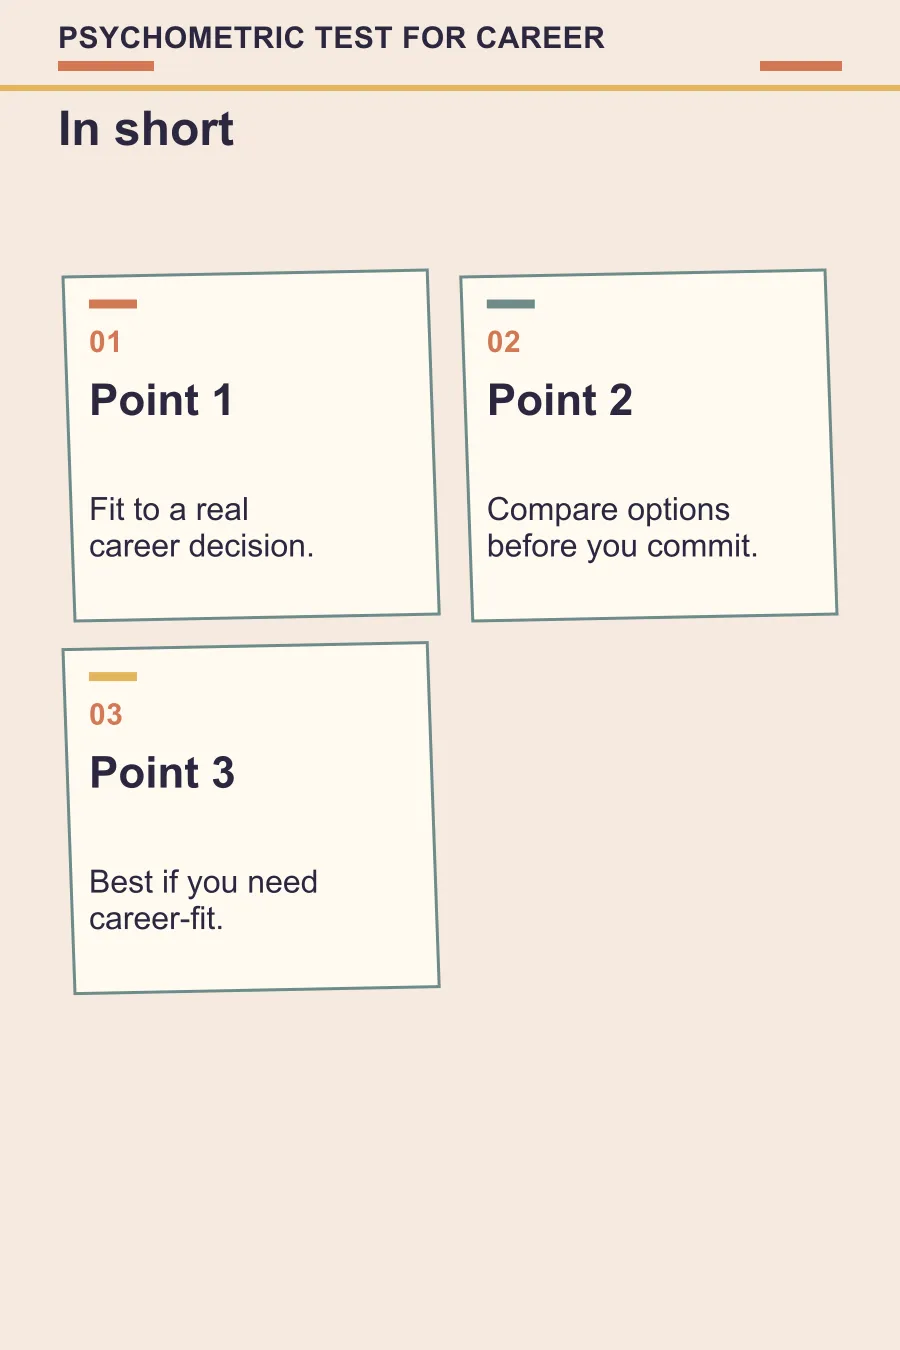 PSYCHOMETRIC TEST FOR CAREER
In short
01
Point 1
Fit to a real
career decision.
02
Point 2
Compare options
before you commit.
03
Point 3
Best if you need
career-fit.